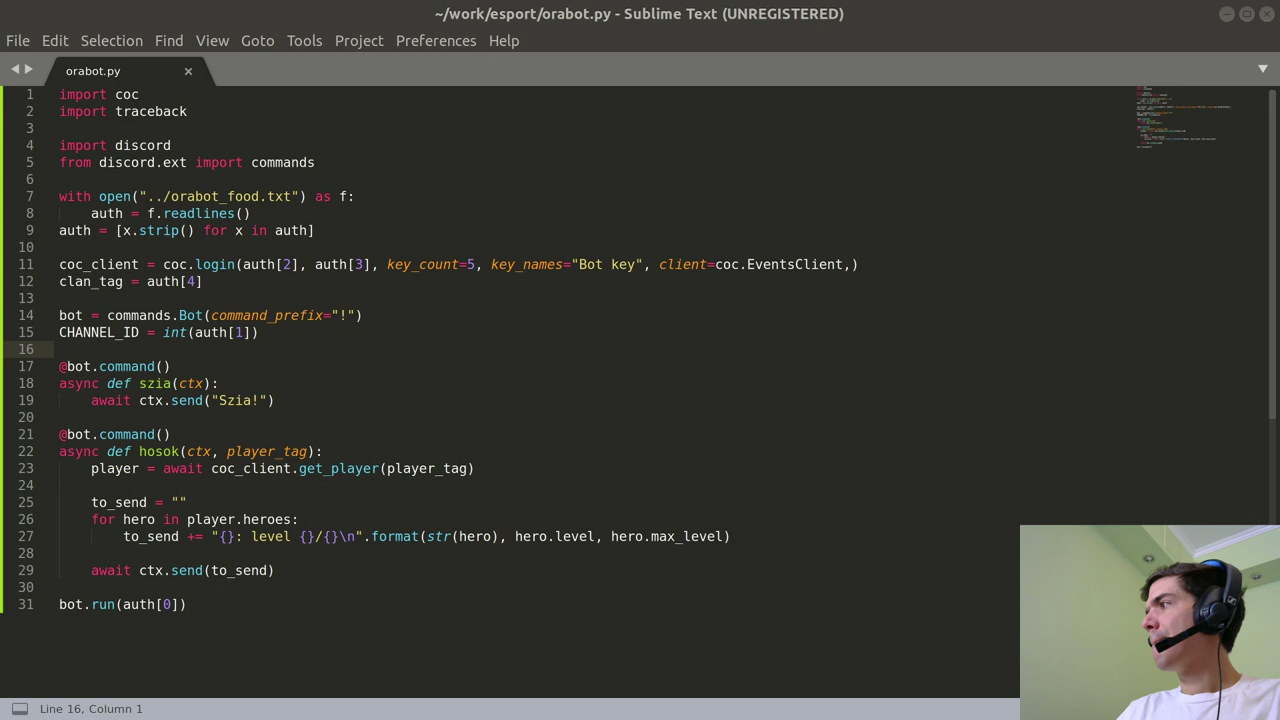 ~/work/esport/orabot.py - Sublime Text (UNREGISTERED)
File Edit Selection Find View Goto Tools Project Preferences Help
orabot.py
1 import coc
2 import traceback
3
4 import discord
5 from discord.ext import commands
6
7 with open("../orabot_food.txt") as f:
8     auth = f.readlines()
9 auth = [x.strip() for x in auth]
10
11 coc_client = coc.login(auth[2], auth[3], key_count=5, key_names="Bot key", client=coc.EventsClient,)
12 clan_tag = auth[4]
13
14 bot = commands.Bot(command_prefix="!")
15 CHANNEL_ID = int(auth[1])
16
17 @bot.command()
18 async def szia(ctx):
19     await ctx.send("Szia!")
20
21 @bot.command()
22 async def hosok(ctx, player_tag):
23     player = await coc_client.get_player(player_tag)
24
25     to_send = ""
26     for hero in player.heroes:
27         to_send += "{}: level {}/{}\n".format(str(hero), hero.level, hero.max_level)
28
29     await ctx.send(to_send)
30
31 bot.run(auth[0])
Line 16, Column 1